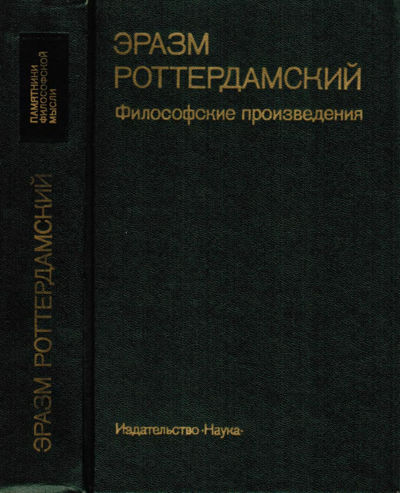 ПАМЯТНИКИ
ФИЛОСОФСКОЙ
МЫСЛИ
ЭРАЗМ РОТТЕРДАМСКИЙ
ЭРАЗМ
РОТТЕРДАМСКИЙ
Философские произведения
Издательство «Наука»